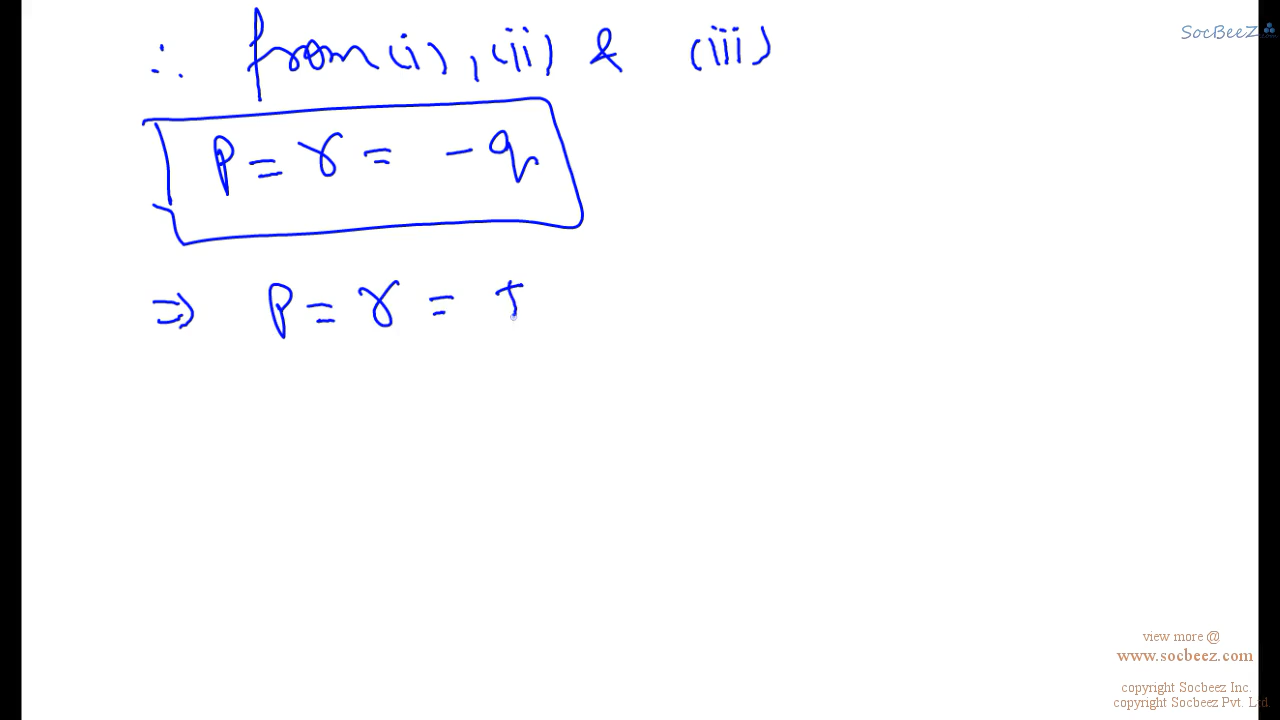 SocBeeZ
∴ from (i), (ii) & (iii)
P = r = - q
⇒ P = r =
view more @
www.socbeez.com
copyright Socbeez Inc.
copyright Socbeez Pvt. Ltd.